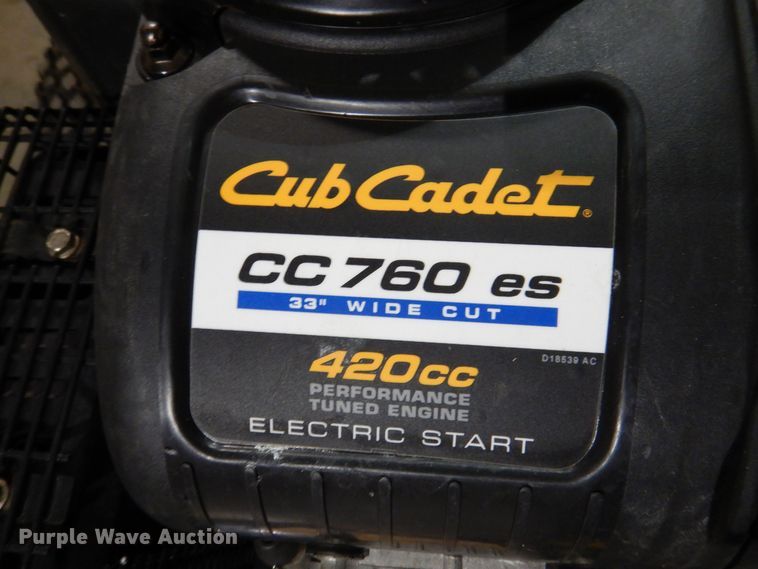 Cub Cadet®
CC 760 es
33" WIDE CUT
D18539 AC
420cc
PERFORMANCE
TUNED ENGINE
ELECTRIC START
Purple Wave Auction